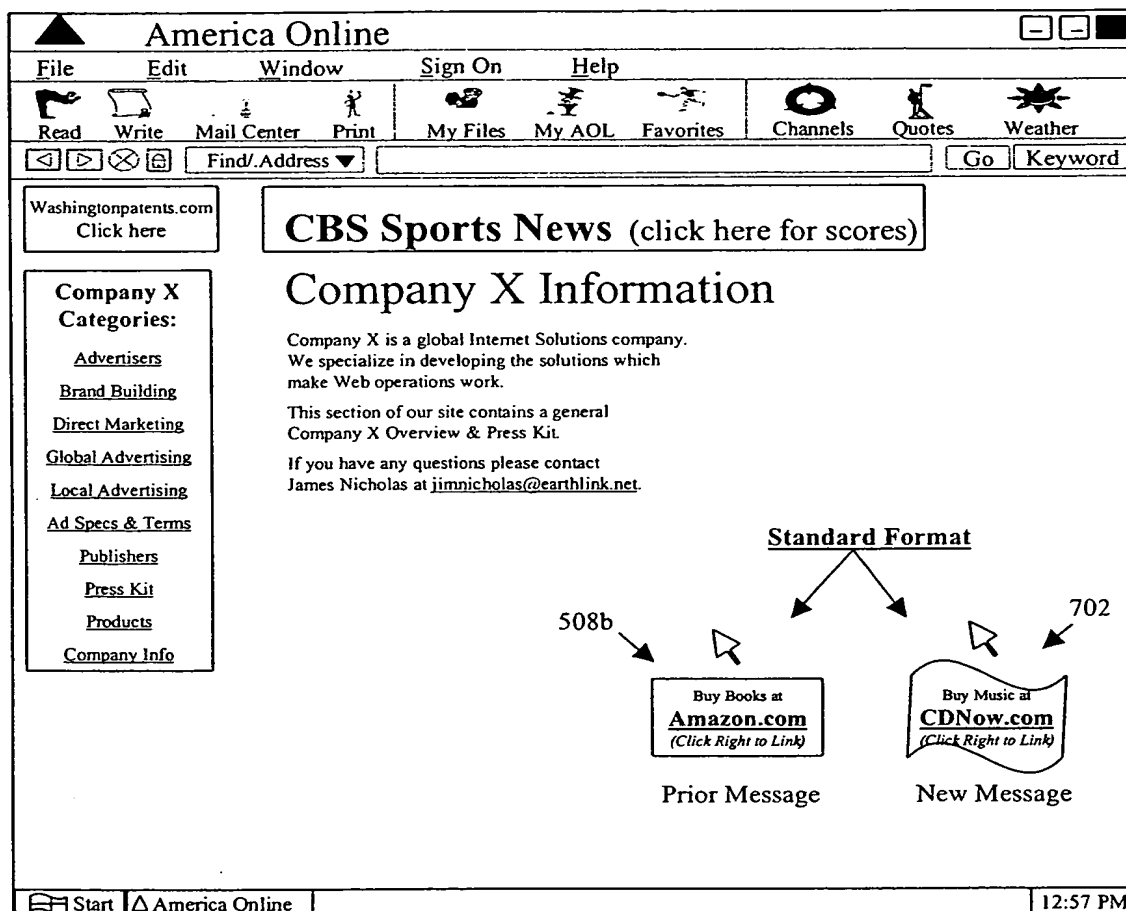 America Online
File Edit Window Sign On Help
Read Write Mail Center Print My Files My AOL Favorites Channels Quotes Weather
Find/.Address Go Keyword
Washingtonpatents.com
Click here
CBS Sports News (click here for scores)
Company X
Categories:
Advertisers
Brand Building
Direct Marketing
Global Advertising
Local Advertising
Ad Specs & Terms
Publishers
Press Kit
Products
Company Info
Company X Information
Company X is a global Internet Solutions company.
We specialize in developing the solutions which
make Web operations work.
This section of our site contains a general
Company X Overview & Press Kit.
If you have any questions please contact
James Nicholas at jimnicholas@earthlink.net.
Standard Format
508b
702
Buy Books at
Amazon.com
(Click Right to Link)
Prior Message
Buy Music at
CDNow.com
(Click Right to Link)
New Message
Start America Online 12:57 PM